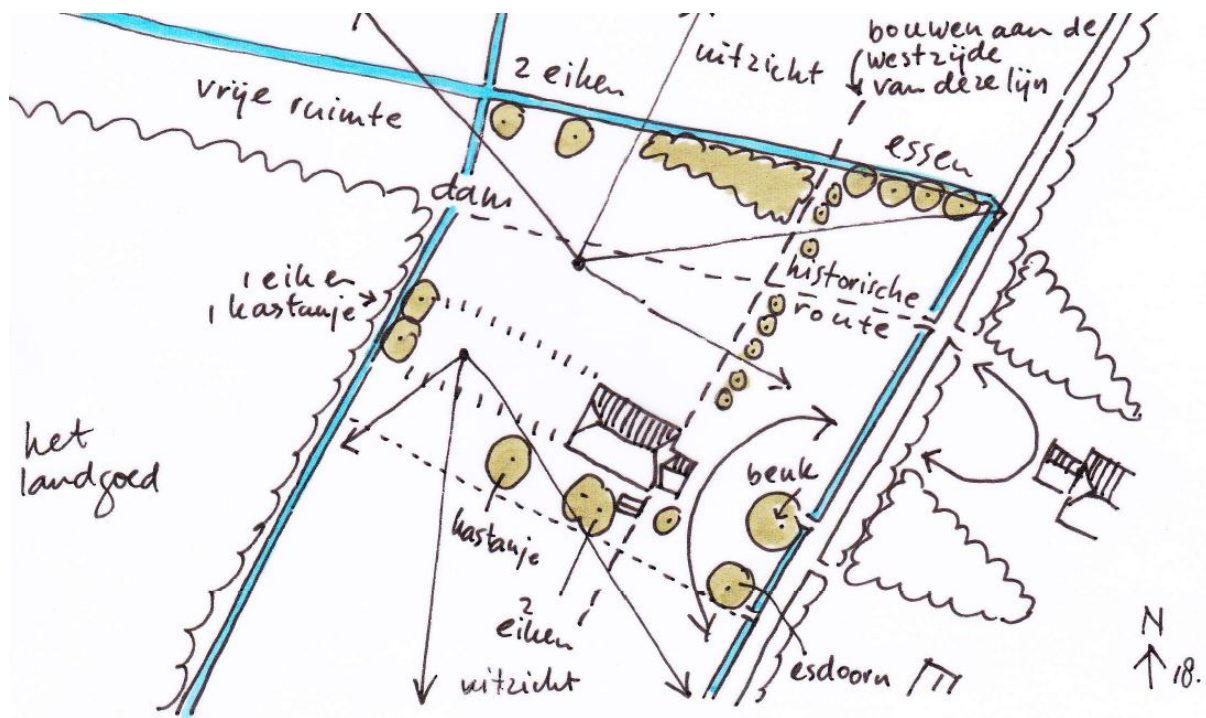 bouwen aan de
westzijde
van deze lijn
uitzicht
2 eiken
vrije ruimte
essen
dam
historische
route
1 eiken
1 kastanje
het
landgoed
beuk
kastanje
2
eiken
uitzicht
esdoorn
N
18.